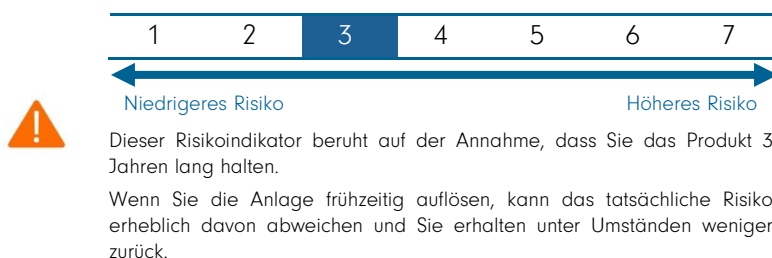 1 2 3 4 5 6 7
Niedrigeres Risiko Höheres Risiko
Dieser Risikoindikator beruht auf der Annahme, dass Sie das Produkt 3
Jahren lang halten.
Wenn Sie die Anlage frühzeitig auflösen, kann das tatsächliche Risiko
erheblich davon abweichen und Sie erhalten unter Umständen weniger
zurück.